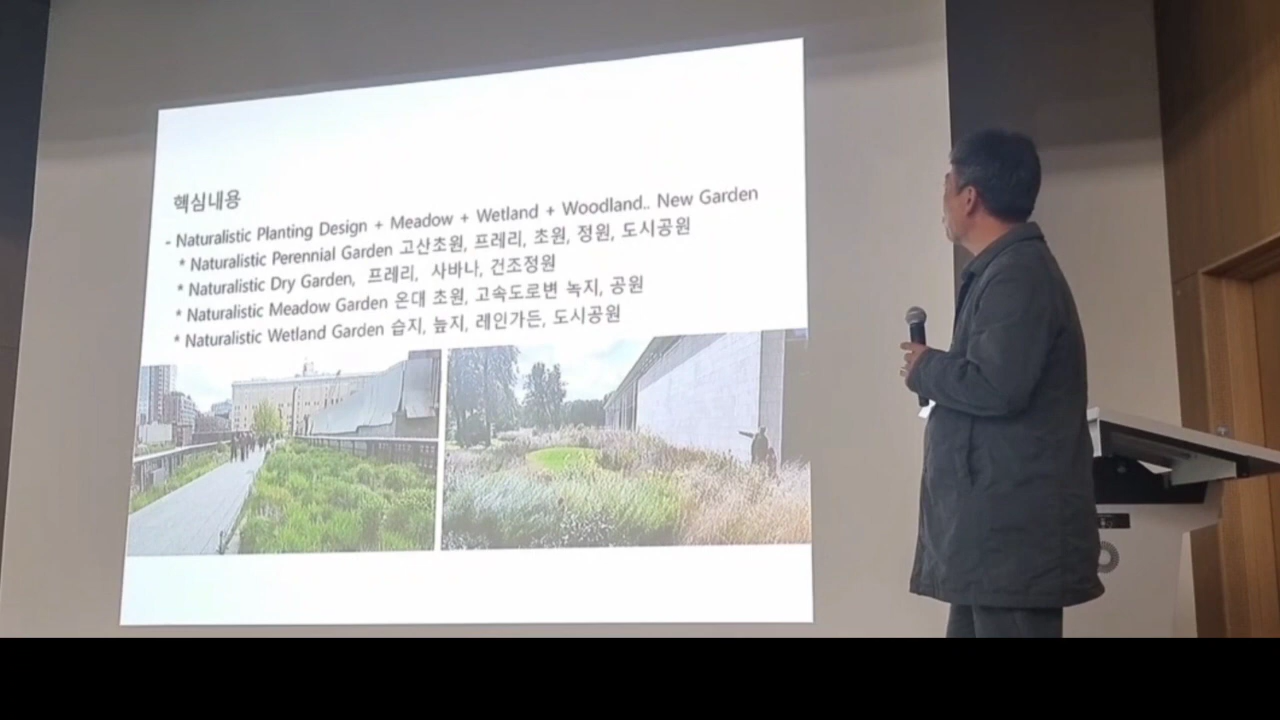 핵심내용
- Naturalistic Planting Design + Meadow + Wetland + Woodland.. New Garden
* Naturalistic Perennial Garden 고산초원, 프레리, 초원, 정원, 도시공원
* Naturalistic Dry Garden, 프레리, 사바나, 건조정원
* Naturalistic Meadow Garden 온대 초원, 고속도로변 녹지, 공원
* Naturalistic Wetland Garden 습지, 늪지, 레인가든, 도시공원